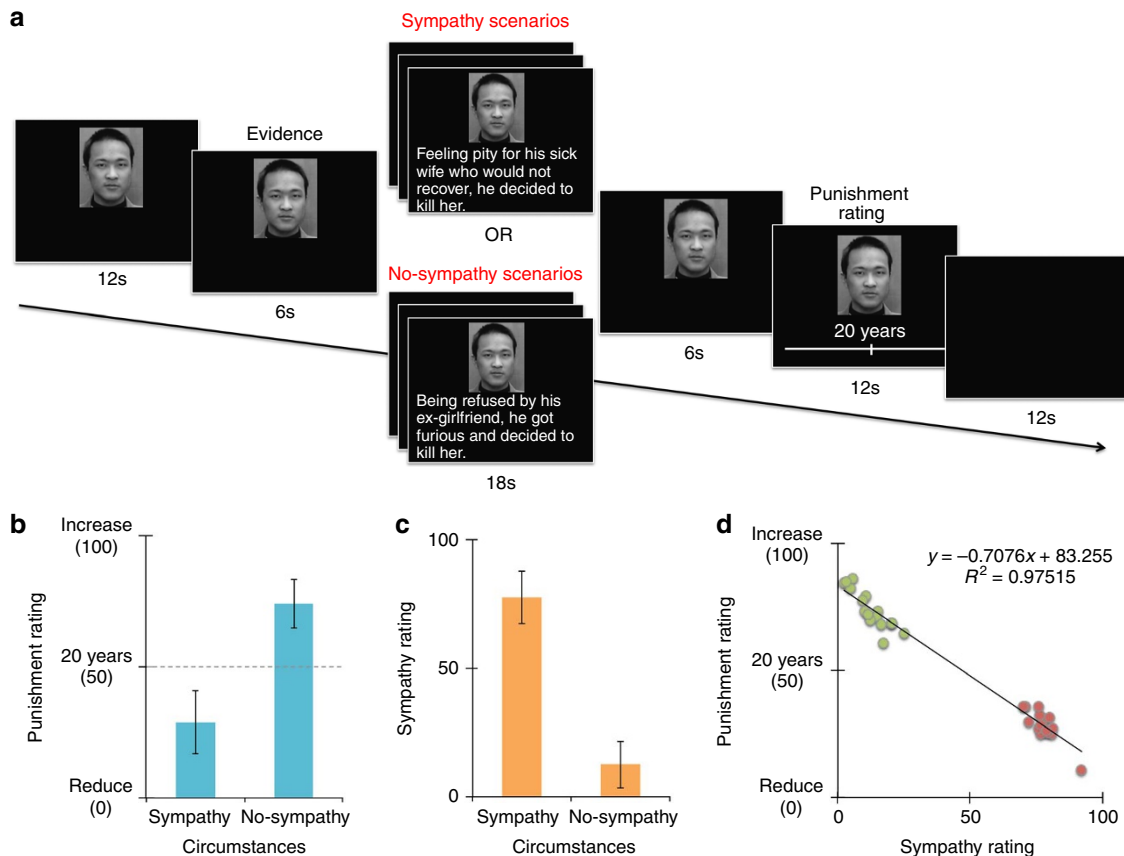 a
Sympathy scenarios
Evidence
Feeling pity for his sick
wife who would not
recover, he decided to
kill her.
12s
6s
OR
No-sympathy scenarios
Being refused by his
ex-girlfriend, he got
furious and decided to
kill her.
18s
6s
Punishment
rating
20 years
12s
12s
b
Increase
(100)
20 years
(50)
Reduce
(0)
Punishment rating
Sympathy
No-sympathy
Circumstances
c
100
50
0
Sympathy rating
Sympathy
No-sympathy
Circumstances
d
Increase
(100)
20 years
(50)
Reduce
(0)
Punishment rating
y = −0.7076x + 83.255
R² = 0.97515
0
50
100
Sympathy rating